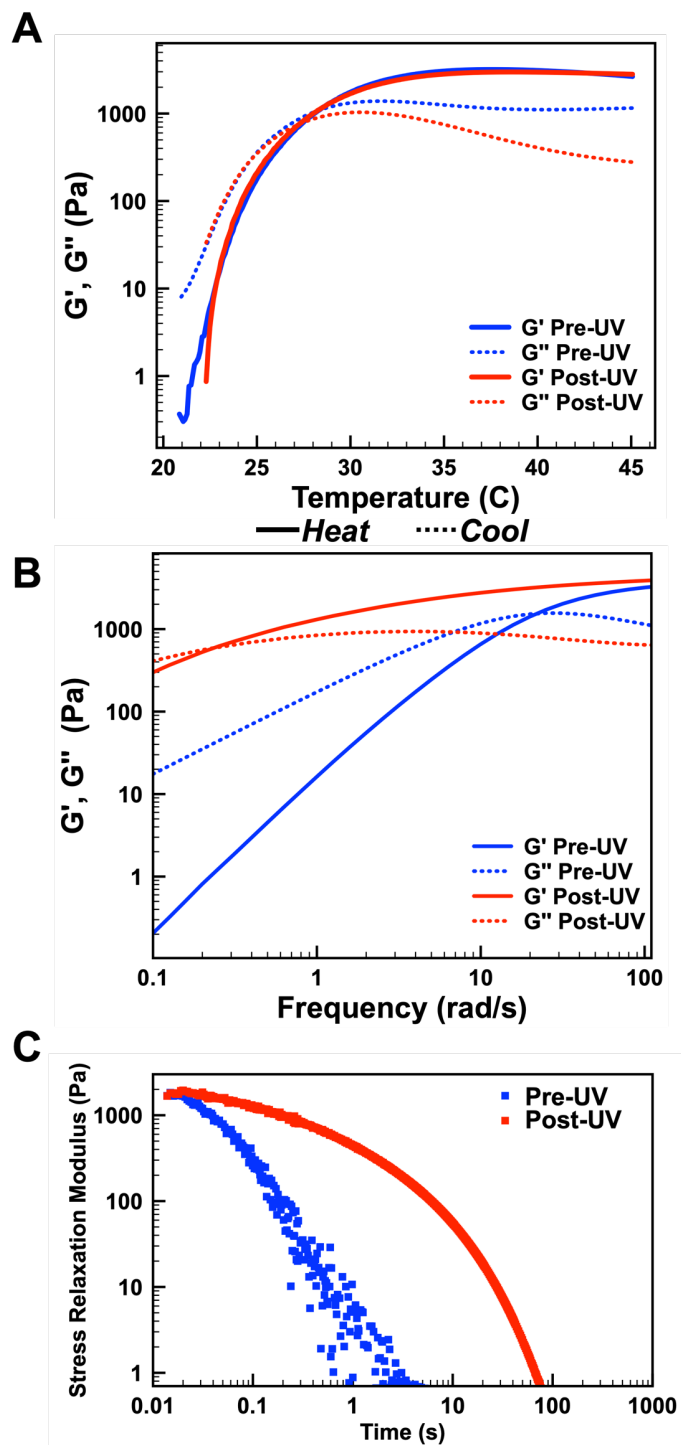 A
G', G" (Pa)
1000
100
10
1
G' Pre-UV
G" Pre-UV
G' Post-UV
G" Post-UV
20 25 30 35 40 45
Temperature (C)
Heat Cool
B
G', G" (Pa)
1000
100
10
1
G' Pre-UV
G" Pre-UV
G' Post-UV
G" Post-UV
0.1 1 10 100
Frequency (rad/s)
C
Stress Relaxation Modulus (Pa)
1000
100
10
1
Pre-UV
Post-UV
0.01 0.1 1 10 100 1000
Time (s)